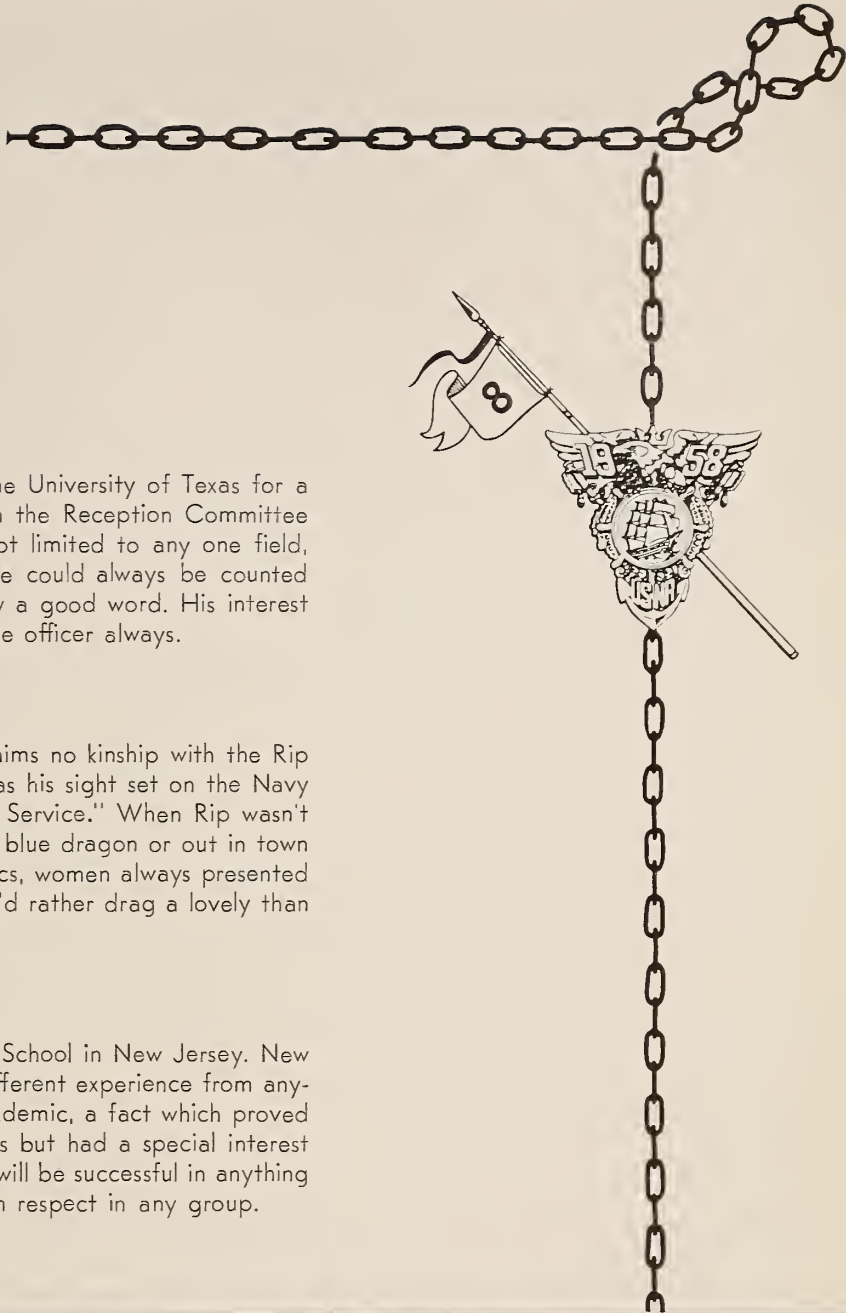 8
19 58
USNA
ne University of Texas for a
n the Reception Committee
ot limited to any one field,
e could always be counted
y a good word. His interest
e officer always.
aims no kinship with the Rip
as his sight set on the Navy
Service." When Rip wasn't
blue dragon or out in town
cs, women always presented
'd rather drag a lovely than
School in New Jersey. New
fferent experience from any-
ademic, a fact which proved
s but had a special interest
will be successful in anything
n respect in any group.